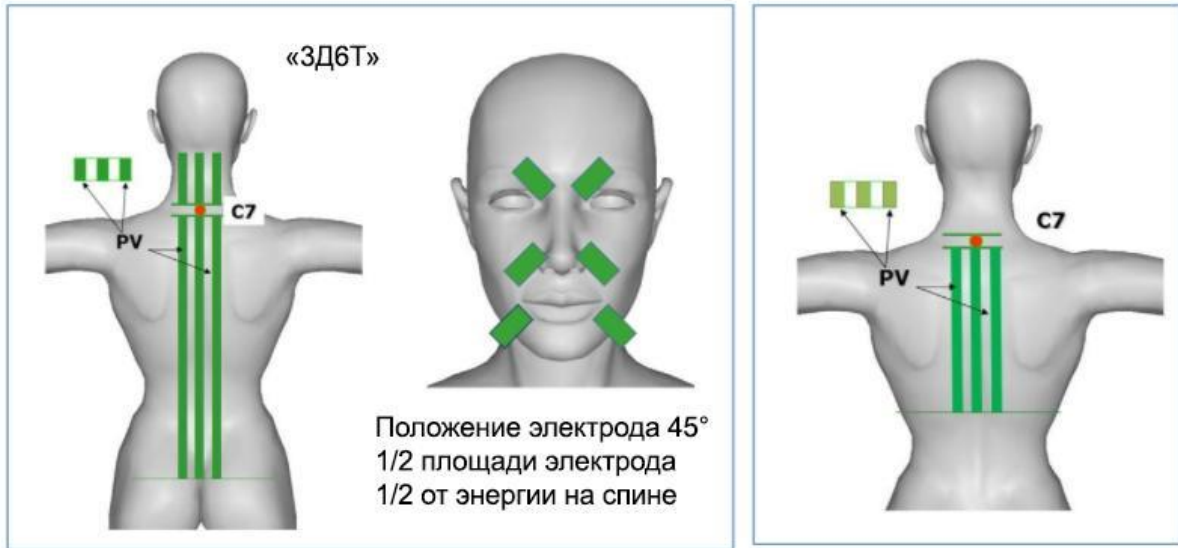 «3Д6Т»
C7
PV
Положение электрода 45°
1/2 площади электрода
1/2 от энергии на спине
C7
PV